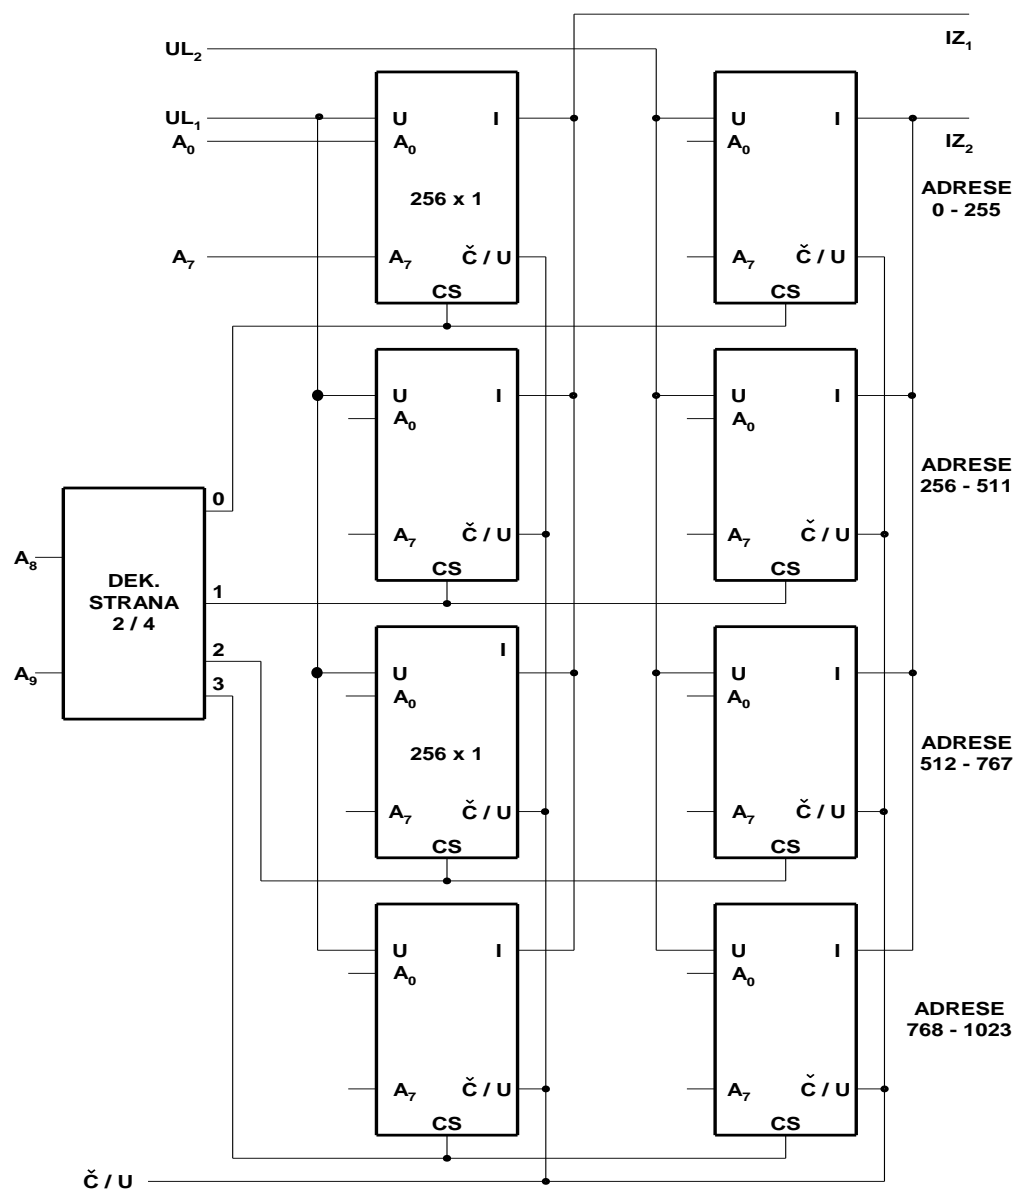 IZ₁
UL₂
UL₁ U I U I
A₀ A₀ A₀ IZ₂
ADRESE
0 - 255
256 x 1
A₇ A₇ Č / U A₇ Č / U
CS CS
U I U I
A₀ A₀
ADRESE
256 - 511
0
A₇ Č / U A₇ Č / U
A₈
CS CS
DEK.
STRANA
2 / 4
1
2
3
A₉
I
U U I
A₀ A₀
ADRESE
512 - 767
256 x 1
A₇ Č / U A₇ Č / U
CS CS
U I U I
A₀ A₀
ADRESE
768 - 1023
A₇ Č / U A₇ Č / U
CS CS
Č / U